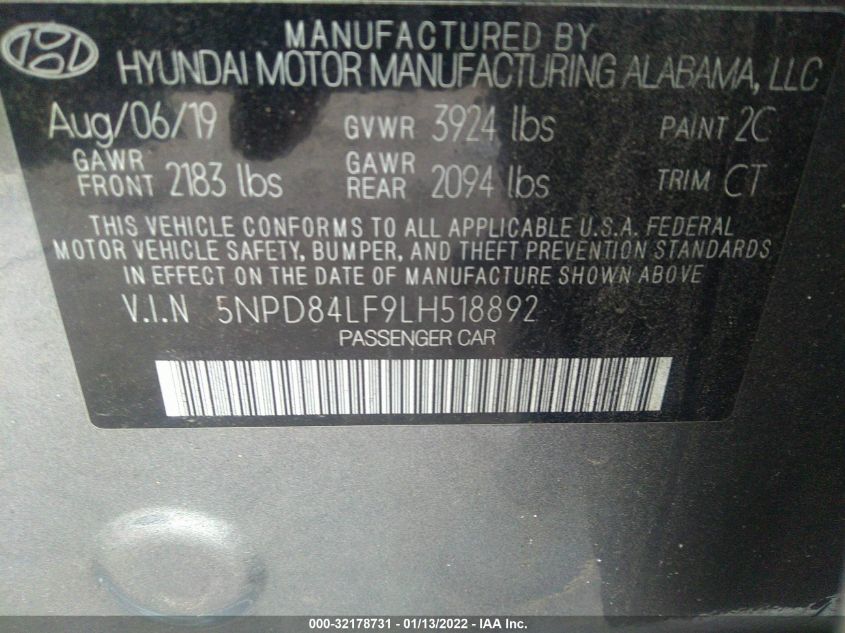 MANUFACTURED BY
HYUNDAI MOTOR MANUFACTURING ALABAMA, LLC
Aug/06/19 GVWR 3924 lbs PAINT 2C
GAWR FRONT 2183 lbs GAWR REAR 2094 lbs TRIM CT
THIS VEHICLE CONFORMS TO ALL APPLICABLE U.S.A. FEDERAL
MOTOR VEHICLE SAFETY, BUMPER, AND THEFT PREVENTION STANDARDS
IN EFFECT ON THE DATE OF MANUFACTURE SHOWN ABOVE.
V.I.N 5NPD84LF9LH518892
PASSENGER CAR
000-32178731 - 01/13/2022 - IAA Inc.